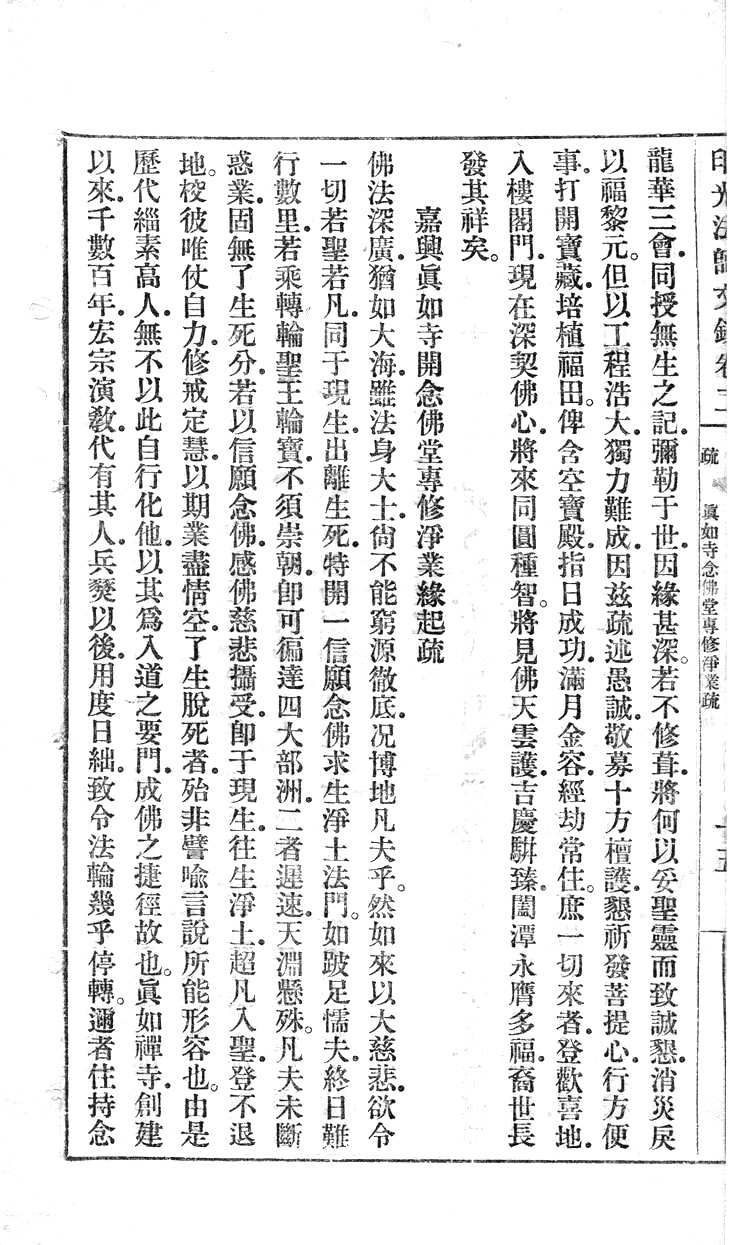 印光法師文鈔卷二 疏 眞如寺念佛堂專修淨業疏 十五
龍華三會.同授無生之記.彌勒于世.因緣甚深。若不修葺.將何以妥聖靈而致誠懇.消災戾
以福黎元。但以工程浩大.獨力難成.因茲疏述愚誠.敬募十方檀護.懇祈發菩提心.行方便
事.打開寶藏.培植福田。俾含空寶殿.指日成功.滿月金容.經劫常住。庶一切來者.登歡喜地.
入樓閣門.現在深契佛心.將來同圓種智。將見佛天雲護.吉慶駢臻.闔潭永膺多福.裔世長
發其祥矣。
嘉興眞如寺開念佛堂專修淨業緣起疏
佛法深廣.猶如大海.雖法身大士.尙不能窮源徹底.况博地凡夫乎。然如來以大慈悲.欲令
一切若聖若凡.同于現生.出離生死.特開一信願念佛求生淨土法門。如跛足懦夫.終日難
行數里.若乘轉輪聖王輪寶.不須崇朝.卽可徧達四大部洲.二者遲速.天淵懸殊。凡夫未斷
惑業.固無了生死分.若以信願念佛.感佛慈悲攝受.卽于現生.往生淨土.超凡入聖.登不退
地。校彼唯仗自力.修戒定慧.以期業盡情空.了生脫死者.殆非譬喩言說所能形容也。由是
歷代緇素高人.無不以此自行化他.以其爲入道之要門.成佛之捷徑故也。眞如禪寺.創建
以來.千數百年.宏宗演敎.代有其人.兵燹以後.用度日絀.致令法輪幾乎停轉。邇者住持念